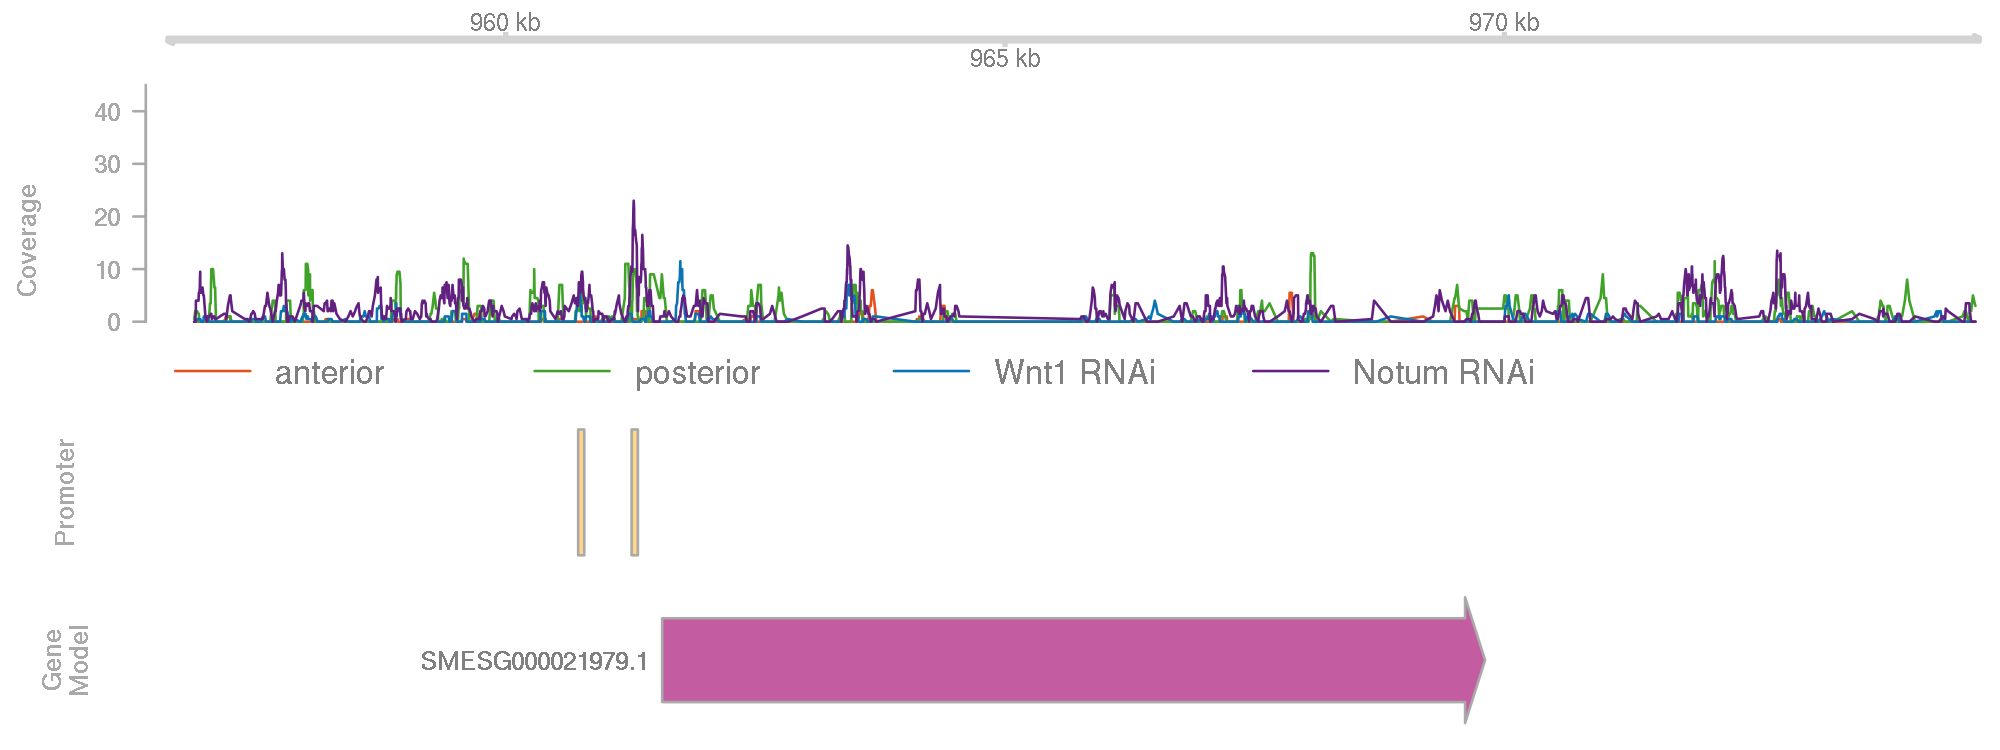 960 kb
970 kb
965 kb
Coverage
40
30
20
10
0
anterior
posterior
Wnt1 RNAi
Notum RNAi
Promoter
Gene
Model
SMESG000021979.1